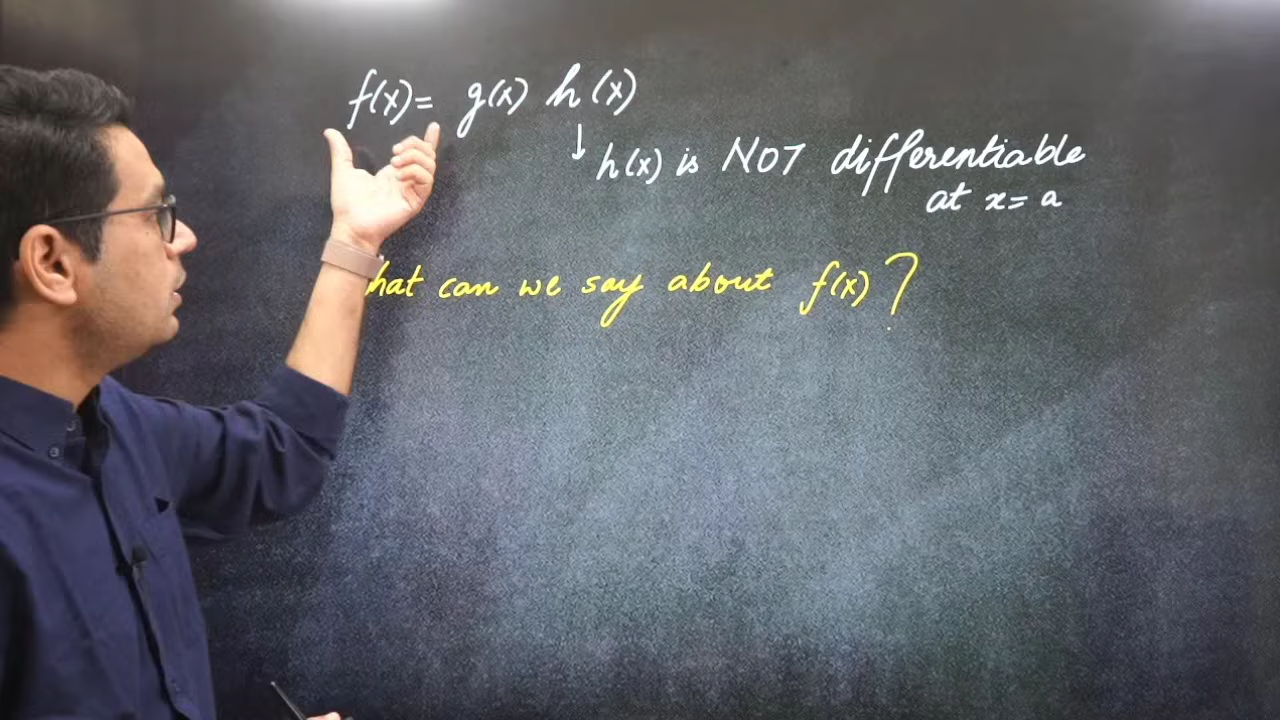 f(x)= g(x) h(x)
↓ h(x) is NOT differentiable
at x= a
hat can we say about f(x)?